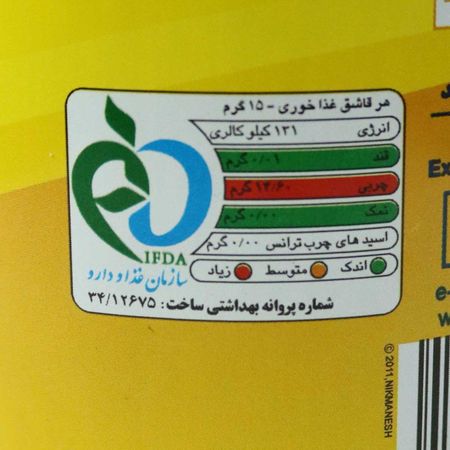 هر قاشق غذا خوری - ۱۵ گرم
انرژی ۱۳۱ کیلو کالری
قند ۰/۰۱ گرم
چربی ۱۴/۶۰ گرم
نمک ۰/۰۰ گرم
اسید های چرب ترانس ۰/۰۰ گرم
اندک متوسط زیاد
IFDA
سازمان غذا و دارو
شماره پروانه بهداشتی ساخت: ۳۴/۱۲۶۷۵
Ex
e-
w
© 2011,NIKMANESH